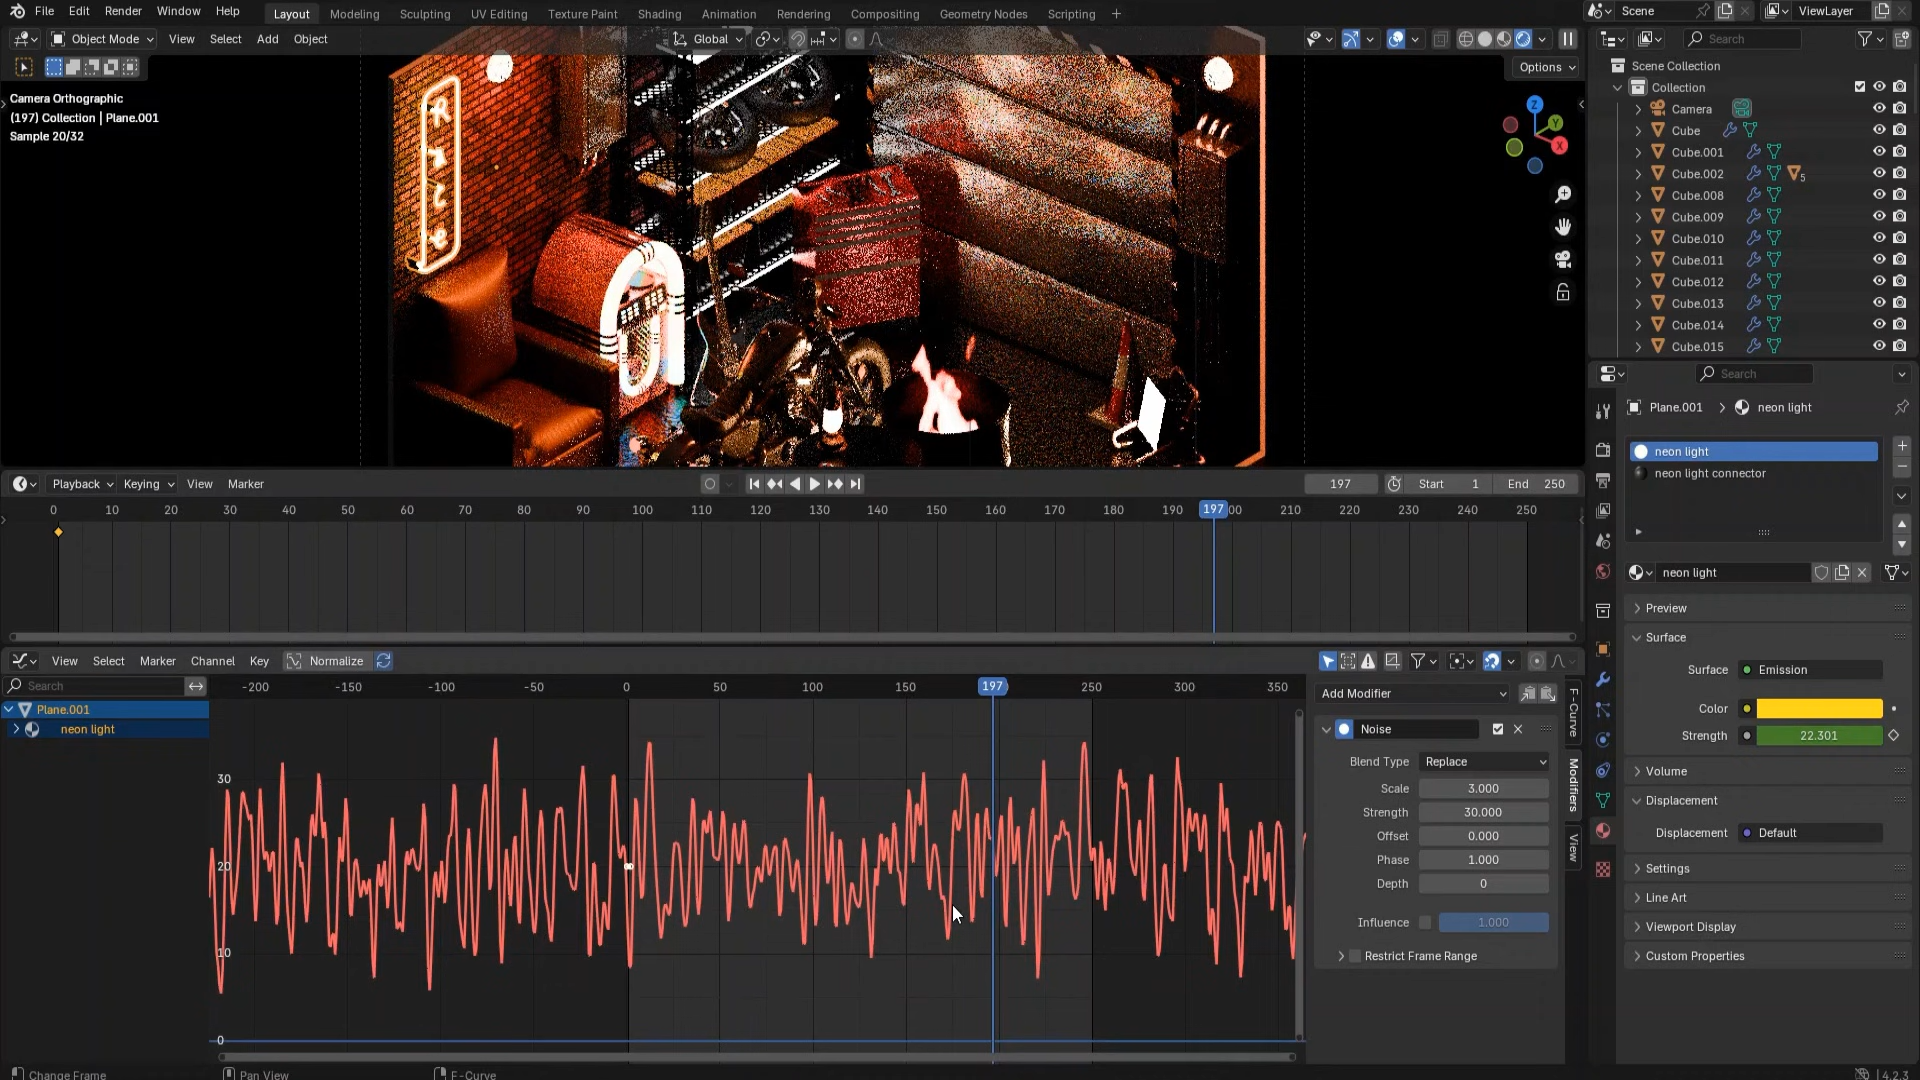 File Edit Render Window Help Layout Modeling Sculpting UV Editing Texture Paint Shading Animation Rendering Compositing Geometry Nodes Scripting + Scene ViewLayer
Object Mode View Select Add Object Global Search
Options
Camera Orthographic
(197) Collection | Plane.001
Sample 20/32
Z
Y
X
Scene Collection
Collection
Camera
Cube
Cube.001
Cube.002 5
Cube.008
Cube.009
Cube.010
Cube.011
Cube.012
Cube.013
Cube.014
Cube.015
Search
Plane.001 > neon light
neon light
neon light connector
neon light
Preview
Surface
Surface Emission
Color
Strength 22.301
Volume
Displacement
Displacement Default
Settings
Line Art
Viewport Display
Custom Properties
Playback Keying View Marker 197 Start 1 End 250
0 10 20 30 40 50 60 70 80 90 100 110 120 130 140 150 160 170 180 190 197 00 210 220 230 240 250
View Select Marker Channel Key Normalize
Search -200 -150 -100 -50 0 50 100 150 197 250 300 350
Plane.001
neon light
30
20
10
0
Add Modifier
Noise
Blend Type Replace
Scale 3.000
Strength 30.000
Offset 0.000
Phase 1.000
Depth 0
Influence 1.000
Restrict Frame Range
F-Curve
Modifiers
View
Change Frame Pan View F-Curve 4.2.3